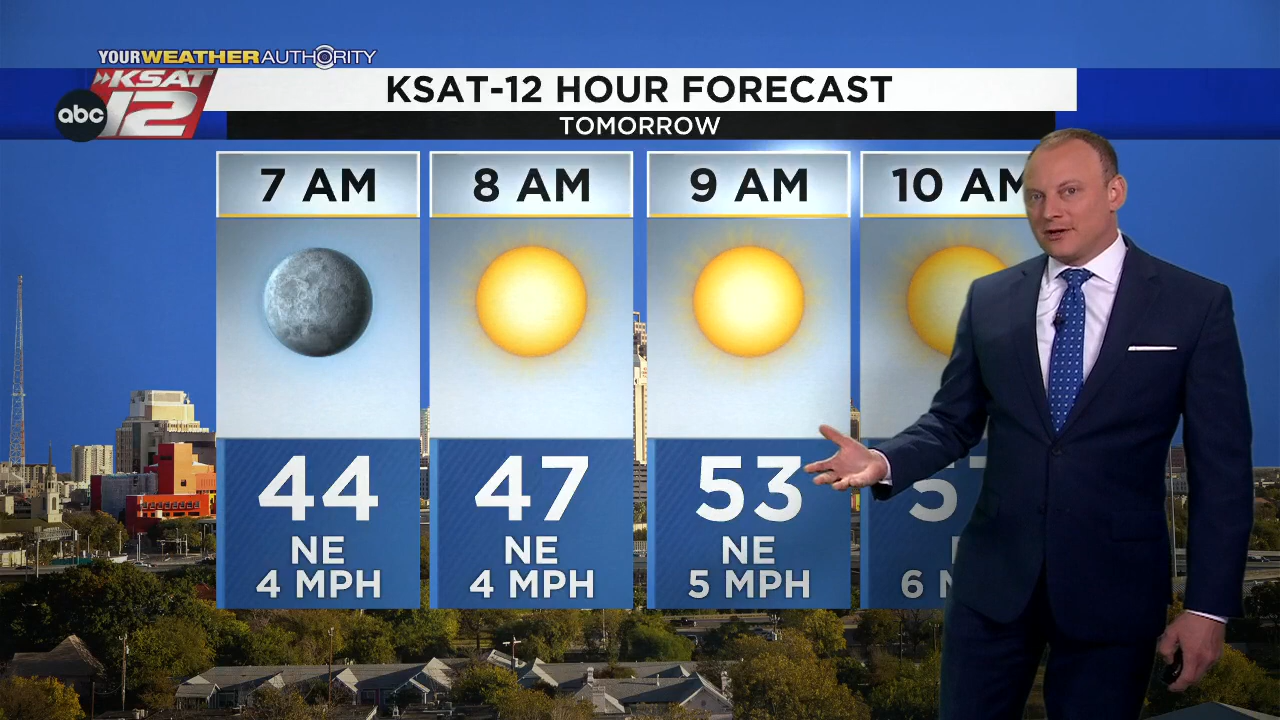 YOURWEATHERAUTHORITY
KSAT
abc 12
KSAT-12 HOUR FORECAST
TOMORROW
7 AM 8 AM 9 AM 10 AM
44 47 53
NE NE NE
4 MPH 4 MPH 5 MPH 6